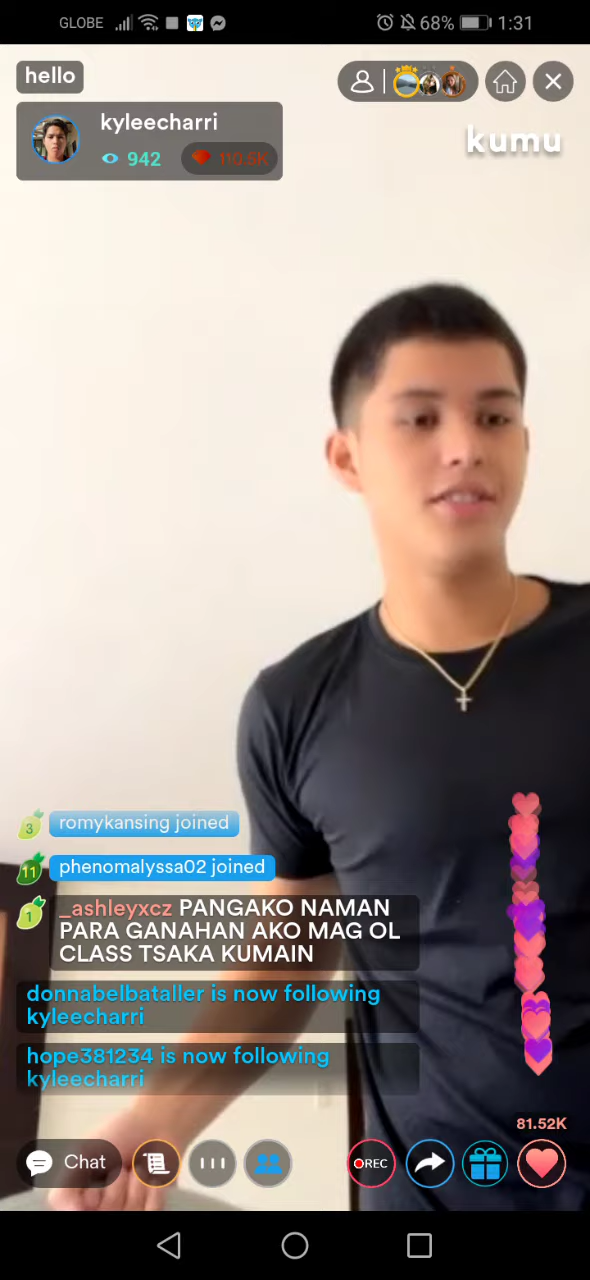 GLOBE 68% 1:31
hello
kyleecharri
942 110.5K
kumu
3 romykansing joined
11 phenomalyssa02 joined
1 _ashleyxcz PANGAKO NAMAN
PARA GANAHAN AKO MAG OL
CLASS TSAKA KUMAIN
donnabelbataller is now following
kyleecharri
hope381234 is now following
kyleecharri
81.52K
Chat REC